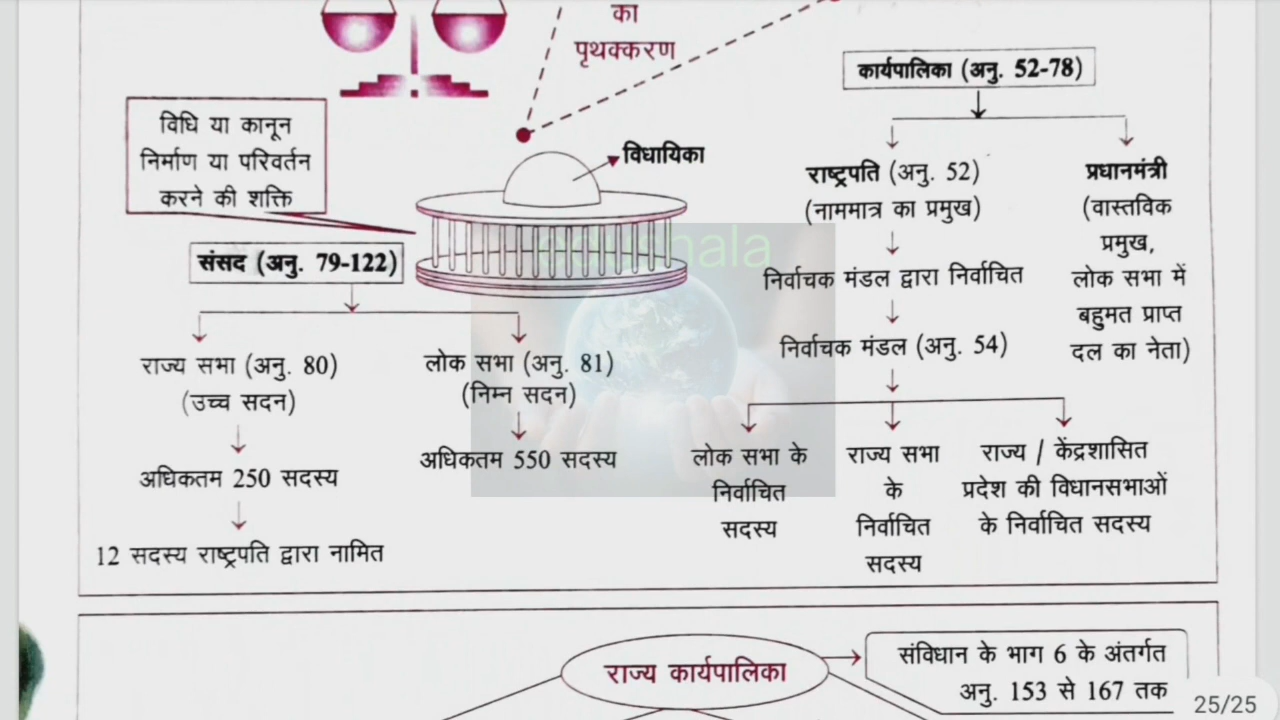 का
पृथक्करण
विधि या कानून
निर्माण या परिवर्तन
करने की शक्ति
विधायिका
संसद (अनु. 79-122)
राज्य सभा (अनु. 80)
(उच्च सदन)
अधिकतम 250 सदस्य
12 सदस्य राष्ट्रपति द्वारा नामित
लोक सभा (अनु. 81)
(निम्न सदन)
अधिकतम 550 सदस्य
कार्यपालिका (अनु. 52-78)
राष्ट्रपति (अनु. 52)
(नाममात्र का प्रमुख)
निर्वाचक मंडल द्वारा निर्वाचित
निर्वाचक मंडल (अनु. 54)
लोक सभा के
निर्वाचित
सदस्य
राज्य सभा
के
निर्वाचित
सदस्य
राज्य / केंद्रशासित
प्रदेश की विधानसभाओं
के निर्वाचित सदस्य
प्रधानमंत्री
(वास्तविक
प्रमुख,
लोक सभा में
बहुमत प्राप्त
दल का नेता)
राज्य कार्यपालिका
संविधान के भाग 6 के अंतर्गत
अनु. 153 से 167 तक
25/25